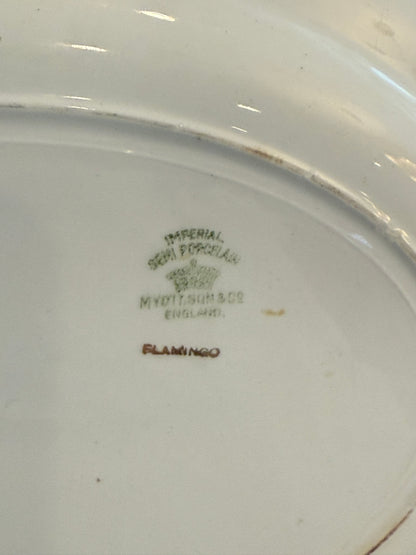 IMPERIAL
SEMI PORCELAIN
MYOTT, SON & CO
ENGLAND.
FLAMINGO